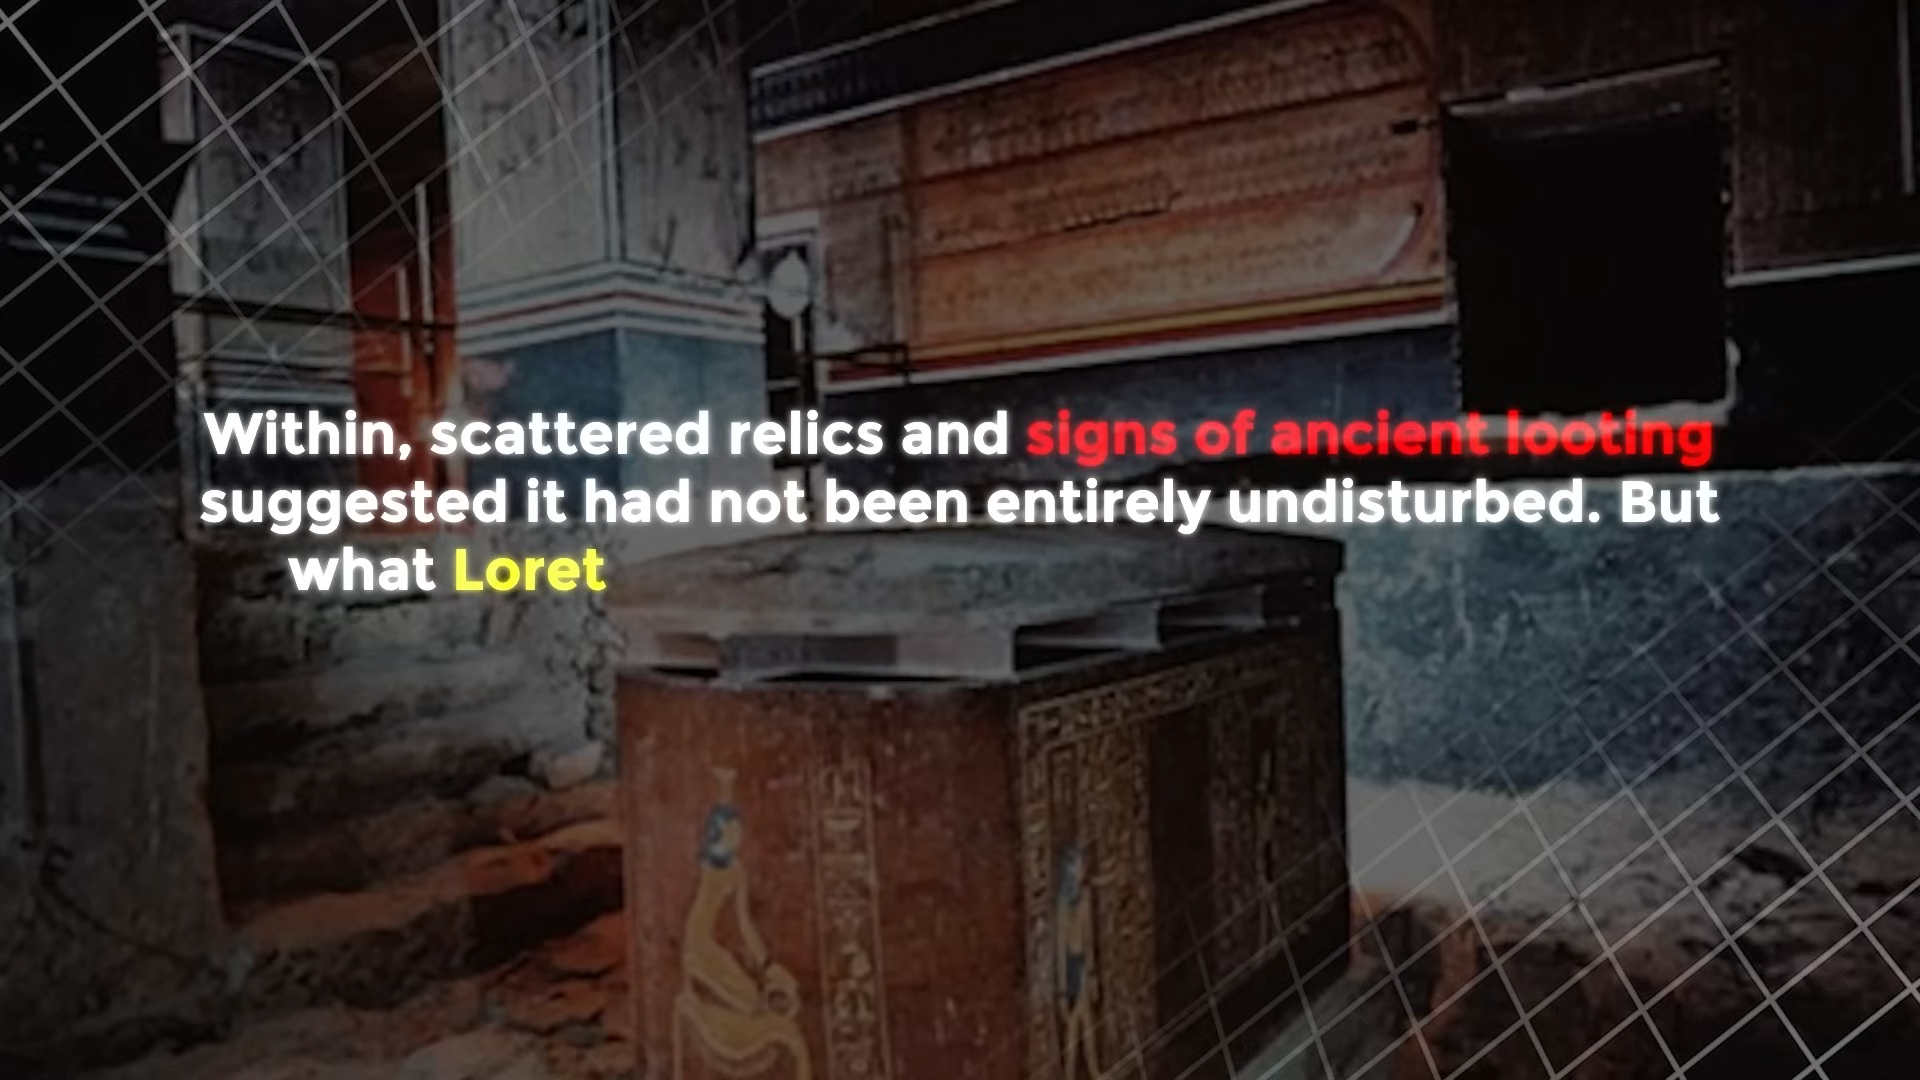 Within, scattered relics and signs of ancient looting
suggested it had not been entirely undisturbed. But
what Loret